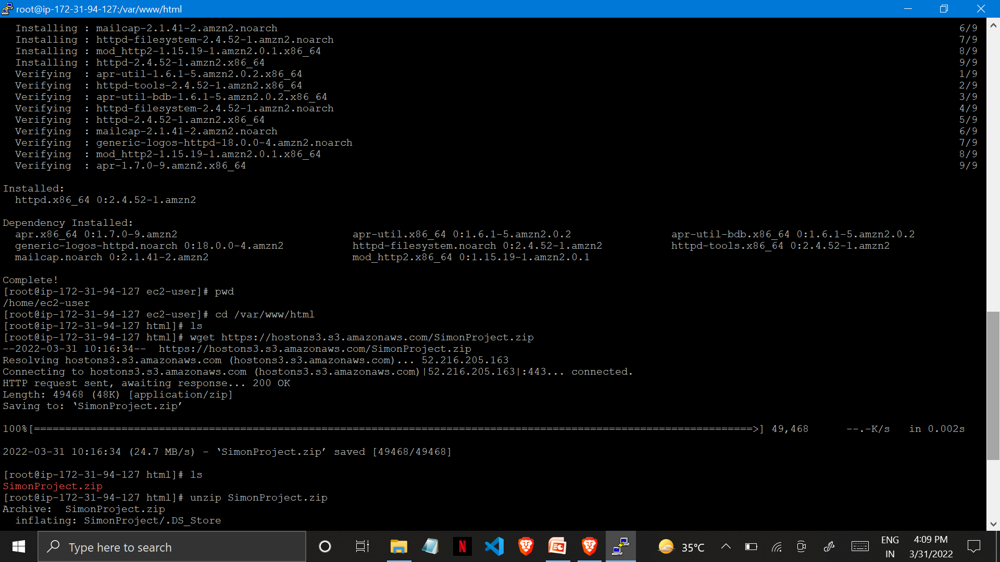 root@ip-172-31-94-127:/var/www/html
Installing : mailcap-2.1.41-2.amzn2.noarch 6/9
Installing : httpd-filesystem-2.4.52-1.amzn2.noarch 7/9
Installing : mod_http2-1.15.19-1.amzn2.0.1.x86_64 8/9
Installing : httpd-2.4.52-1.amzn2.x86_64 9/9
Verifying : apr-util-1.6.1-5.amzn2.0.2.x86_64 1/9
Verifying : httpd-tools-2.4.52-1.amzn2.x86_64 2/9
Verifying : apr-util-bdb-1.6.1-5.amzn2.0.2.x86_64 3/9
Verifying : httpd-filesystem-2.4.52-1.amzn2.noarch 4/9
Verifying : httpd-2.4.52-1.amzn2.x86_64 5/9
Verifying : mailcap-2.1.41-2.amzn2.noarch 6/9
Verifying : generic-logos-httpd-18.0.0-4.amzn2.noarch 7/9
Verifying : mod_http2-1.15.19-1.amzn2.0.1.x86_64 8/9
Verifying : apr-1.7.0-9.amzn2.x86_64 9/9
Installed:
httpd.x86_64 0:2.4.52-1.amzn2
Dependency Installed:
apr.x86_64 0:1.7.0-9.amzn2 apr-util.x86_64 0:1.6.1-5.amzn2.0.2 apr-util-bdb.x86_64 0:1.6.1-5.amzn2.0.2
generic-logos-httpd.noarch 0:18.0.0-4.amzn2 httpd-filesystem.noarch 0:2.4.52-1.amzn2 httpd-tools.x86_64 0:2.4.52-1.amzn2
mailcap.noarch 0:2.1.41-2.amzn2 mod_http2.x86_64 0:1.15.19-1.amzn2.0.1
Complete!
[root@ip-172-31-94-127 ec2-user]# pwd
/home/ec2-user
[root@ip-172-31-94-127 ec2-user]# cd /var/www/html
[root@ip-172-31-94-127 html]# ls
[root@ip-172-31-94-127 html]# wget https://hostons3.s3.amazonaws.com/SimonProject.zip
--2022-03-31 10:16:34-- https://hostons3.s3.amazonaws.com/SimonProject.zip
Resolving hostons3.s3.amazonaws.com (hostons3.s3.amazonaws.com)... 52.216.205.163
Connecting to hostons3.s3.amazonaws.com (hostons3.s3.amazonaws.com)|52.216.205.163|:443... connected.
HTTP request sent, awaiting response... 200 OK
Length: 49468 (48K) [application/zip]
Saving to: ‘SimonProject.zip’
100%[===================================================================================================================>] 49,468 --.-K/s in 0.002s
2022-03-31 10:16:34 (24.7 MB/s) - ‘SimonProject.zip’ saved [49468/49468]
[root@ip-172-31-94-127 html]# ls
SimonProject.zip
[root@ip-172-31-94-127 html]# unzip SimonProject.zip
Archive: SimonProject.zip
inflating: SimonProject/.DS_Store
Type here to search
N
35°C
ENG
IN
4:09 PM
3/31/2022